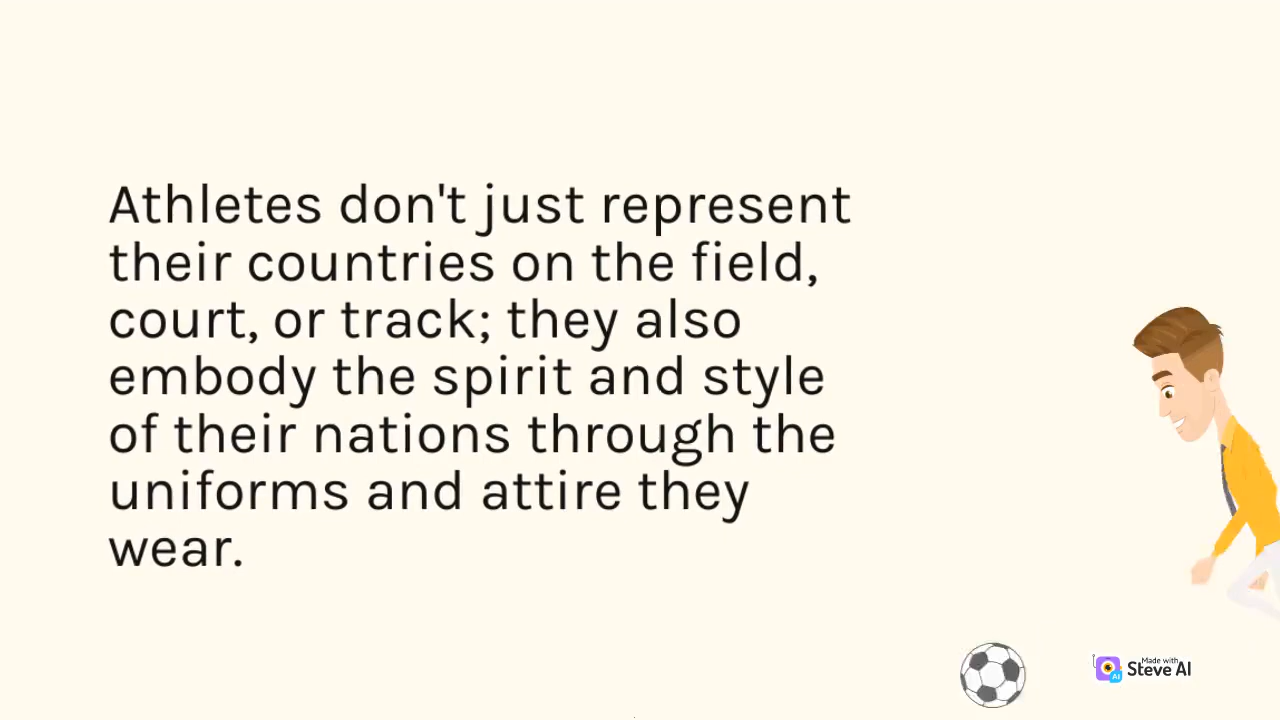 Athletes don't just represent
their countries on the field,
court, or track; they also
embody the spirit and style
of their nations through the
uniforms and attire they
wear.
Made with
Steve AI
AI